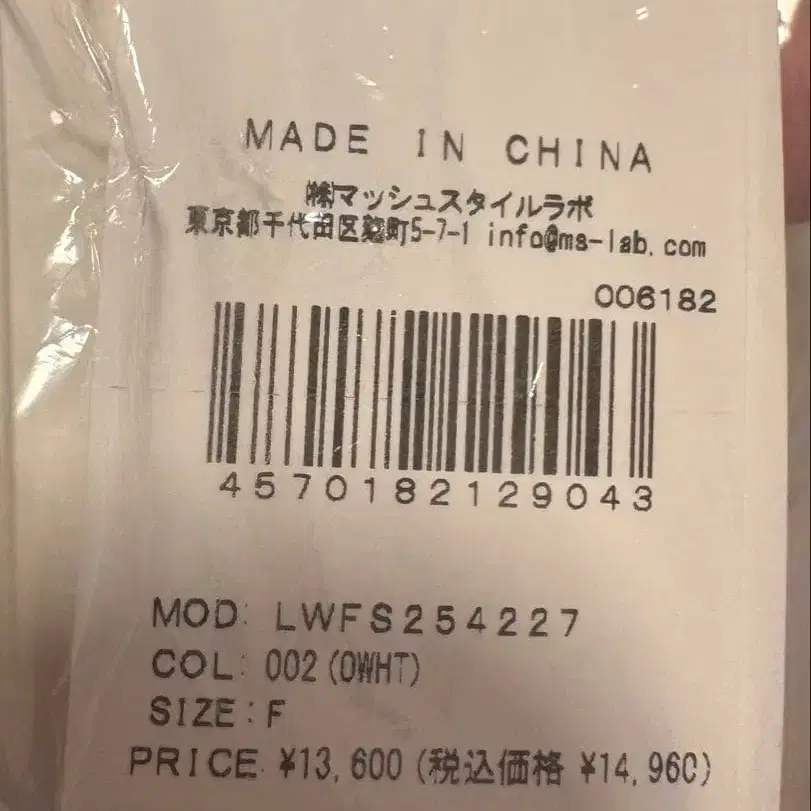 MADE IN CHINA
㈱マッシュスタイルラボ
東京都千代田区麹町5-7-1 info@ms-lab.com
006182
4570182129043
MOD: LWFS254227
COL: 002(OWHT)
SIZE:F
PRICE ¥13,600(税込価格 ¥14,960)